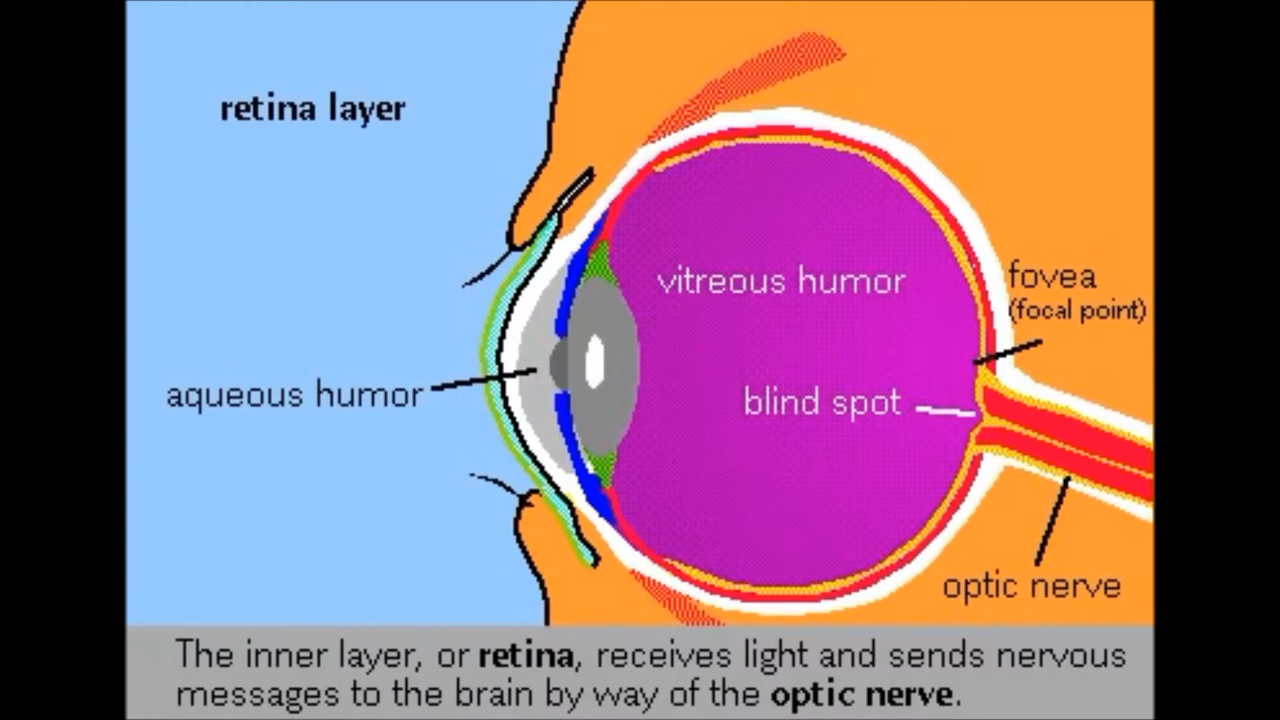 retina layer
vitreous humor
fovea
(focal point)
aqueous humor
blind spot
optic nerve
The inner layer, or retina, receives light and sends nervous
messages to the brain by way of the optic nerve.